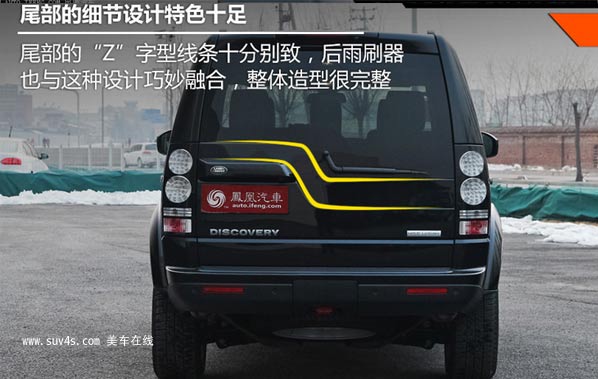 尾部的细节设计特色十足
尾部的“Z”字型线条十分别致，后雨刷器
也与这种设计巧妙融合，整体造型很完整
LAND ROVER
鳳凰汽車
auto.ifeng.com
DISCOVERY
www.suv4s.com 美车在线